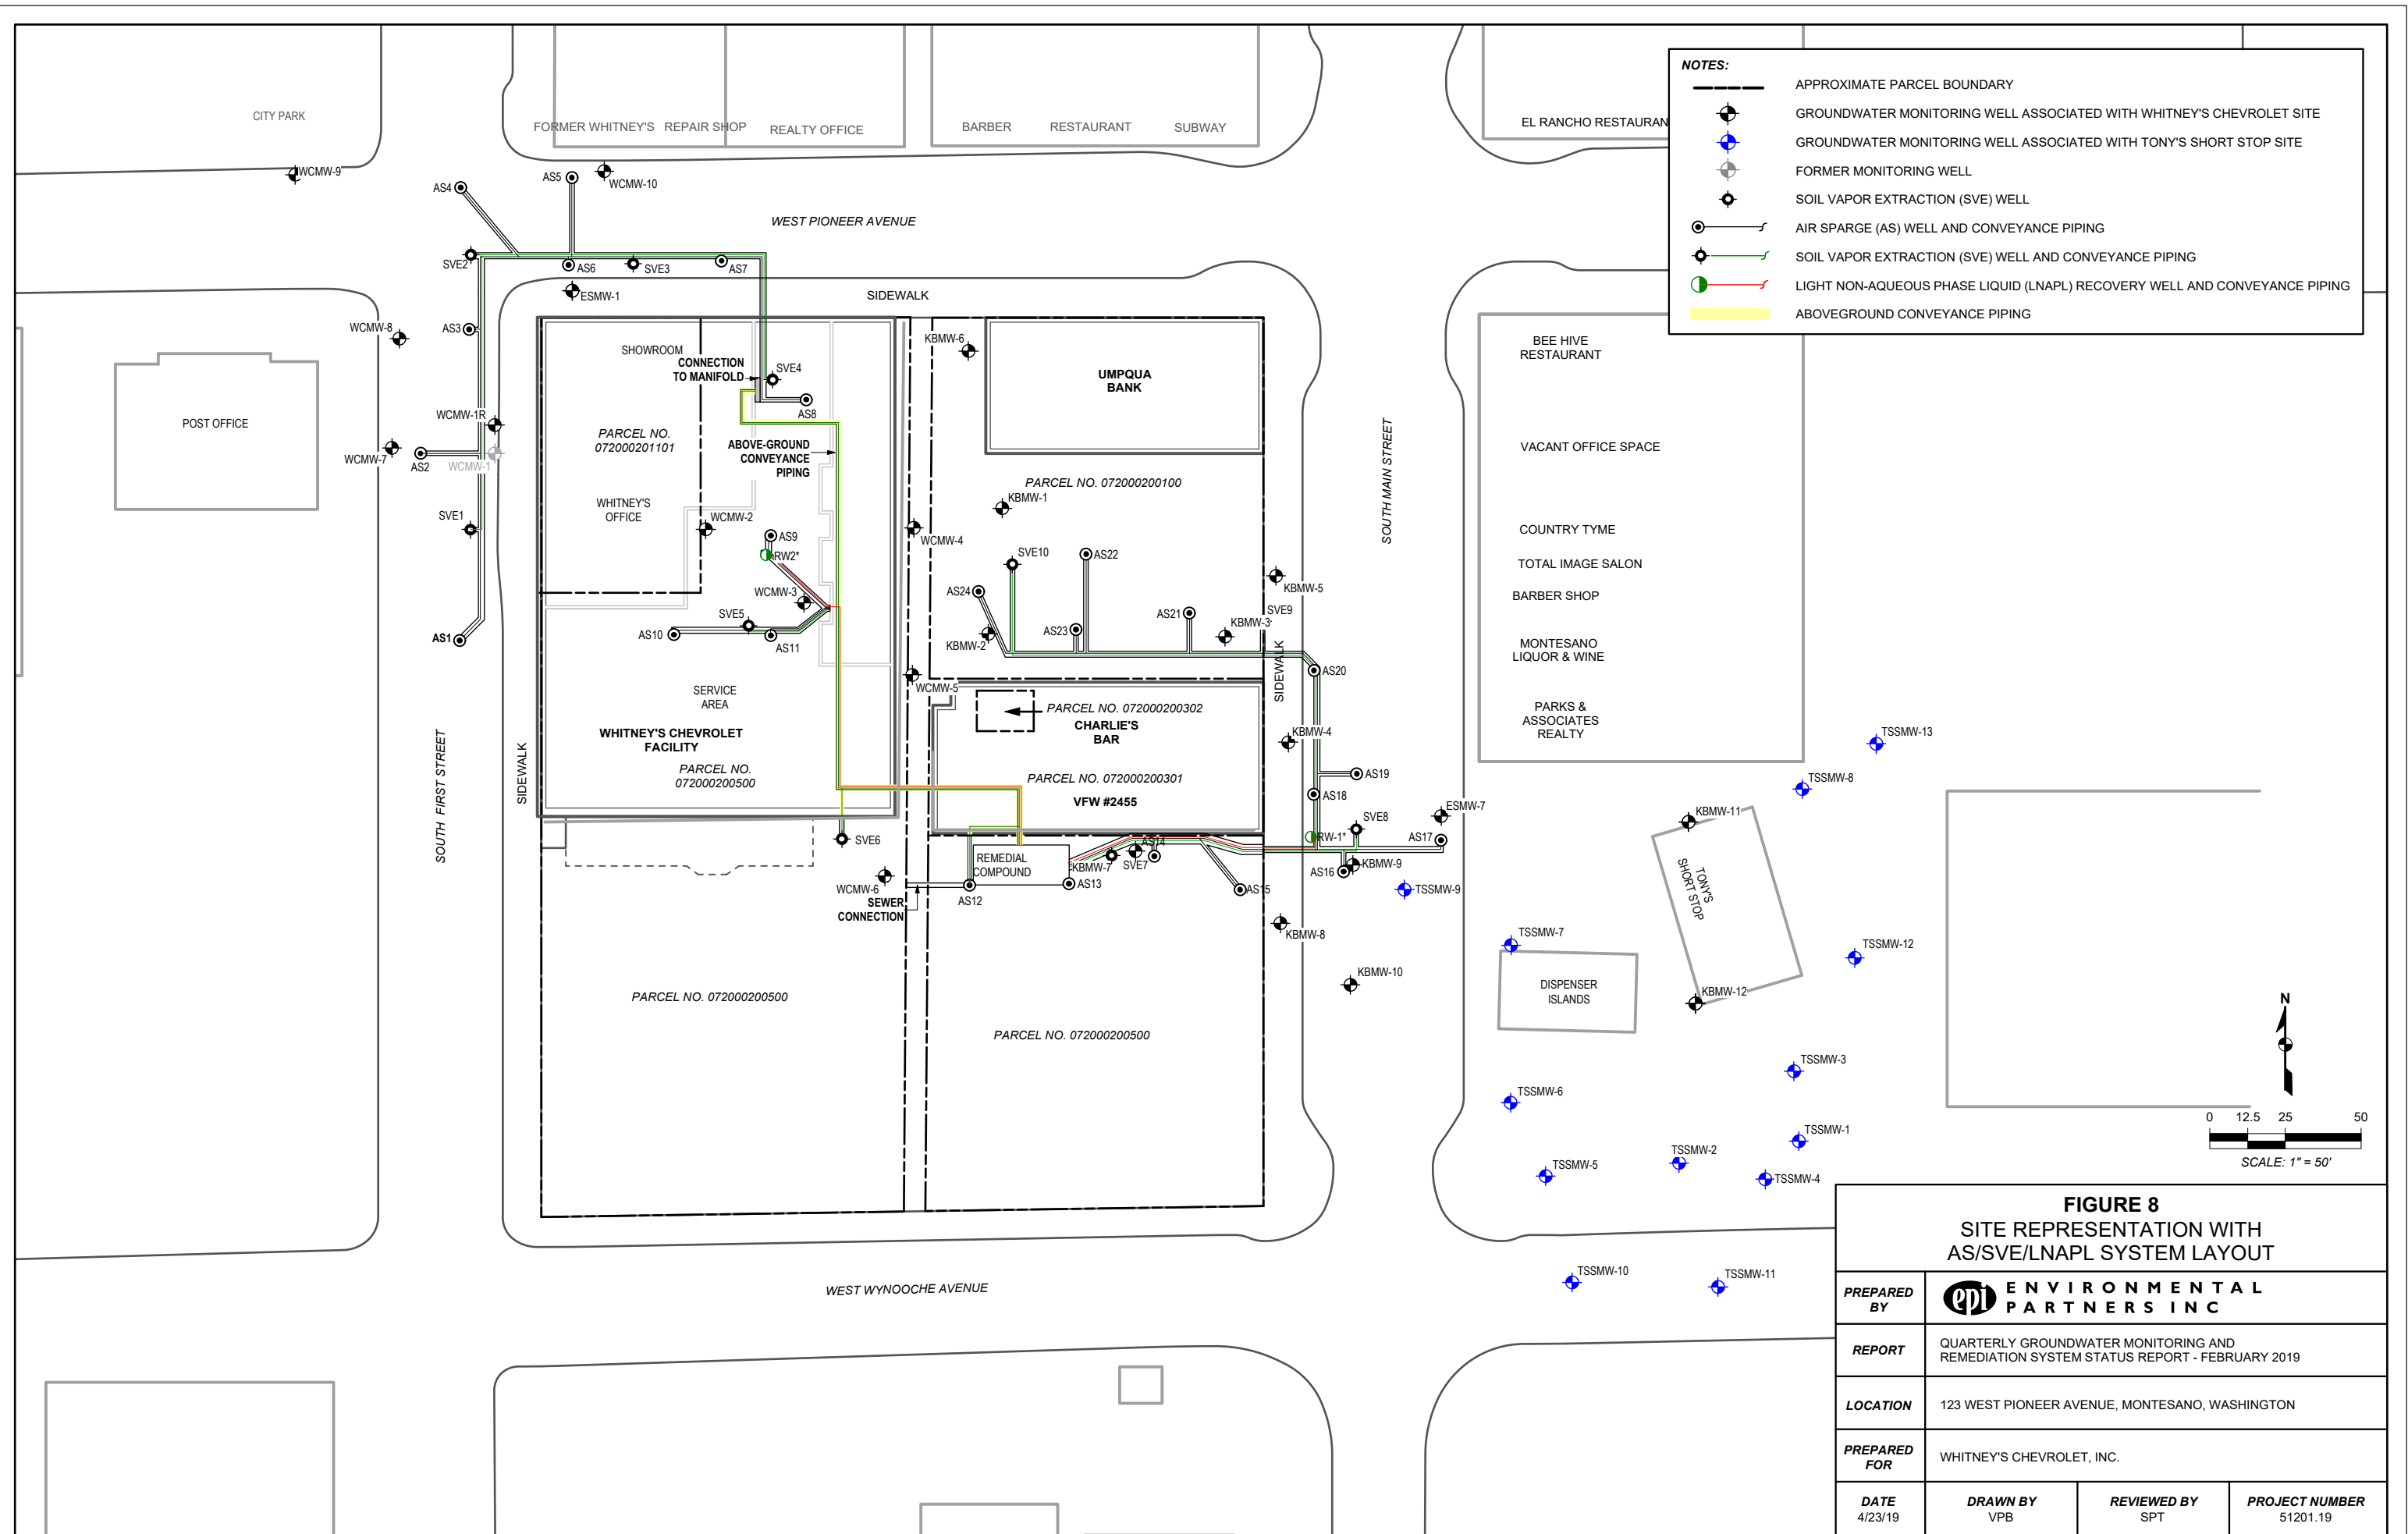 NOTES:
APPROXIMATE PARCEL BOUNDARY
GROUNDWATER MONITORING WELL ASSOCIATED WITH WHITNEY'S CHEVROLET SITE
GROUNDWATER MONITORING WELL ASSOCIATED WITH TONY'S SHORT STOP SITE
FORMER MONITORING WELL
SOIL VAPOR EXTRACTION (SVE) WELL
AIR SPARGE (AS) WELL AND CONVEYANCE PIPING
SOIL VAPOR EXTRACTION (SVE) WELL AND CONVEYANCE PIPING
LIGHT NON-AQUEOUS PHASE LIQUID (LNAPL) RECOVERY WELL AND CONVEYANCE PIPING
ABOVEGROUND CONVEYANCE PIPING
CITY PARK
FORMER WHITNEY'S REPAIR SHOP
REALTY OFFICE
BARBER
RESTAURANT
SUBWAY
EL RANCHO RESTAURAN
WCMW-9
AS4
AS5
WCMW-10
WEST PIONEER AVENUE
SVE2
AS6
SVE3
AS7
ESMW-1
SIDEWALK
WCMW-8
AS3
SHOWROOM
CONNECTION
TO MANIFOLD
SVE4
AS8
KBMW-6
UMPQUA
BANK
BEE HIVE
RESTAURANT
POST OFFICE
WCMW-1R
WCMW-7
AS2
WCMW-1
PARCEL NO.
072000201101
ABOVE-GROUND
CONVEYANCE
PIPING
SOUTH MAIN STREET
VACANT OFFICE SPACE
PARCEL NO. 072000200100
KBMW-1
WHITNEY'S
OFFICE
SVE1
WCMW-2
AS9
RW2*
WCMW-4
SVE10
AS22
COUNTRY TYME
TOTAL IMAGE SALON
BARBER SHOP
WCMW-3
AS24
KBMW-5
SVE9
SVE5
AS10
AS11
AS1
KBMW-2
AS23
AS21
KBMW-3
SIDEWALK
AS20
MONTESANO
LIQUOR & WINE
WCMW-5
SERVICE
AREA
PARCEL NO. 072000200302
CHARLIE'S
BAR
PARKS &
ASSOCIATES
REALTY
WHITNEY'S CHEVROLET
FACILITY
PARCEL NO.
072000200500
KBMW-4
TSSMW-13
SOUTH FIRST STREET
SIDEWALK
PARCEL NO. 072000200301
VFW #2455
AS19
AS18
TSSMW-8
ESMW-7
KBMW-11
SVE6
SVE8
RW-1*
AS17
AS14
REMEDIAL
COMPOUND
KBMW-7
SVE7
AS16
KBMW-9
WCMW-6
SEWER
CONNECTION
AS12
AS13
AS15
TSSMW-9
TONY'S
SHORT STOP
KBMW-8
TSSMW-7
TSSMW-12
KBMW-10
DISPENSER
ISLANDS
KBMW-12
PARCEL NO. 072000200500
PARCEL NO. 072000200500
N
TSSMW-3
TSSMW-6
TSSMW-1
TSSMW-2
TSSMW-5
TSSMW-4
0 12.5 25 50
SCALE: 1" = 50'
WEST WYNOOCHE AVENUE
TSSMW-10
TSSMW-11
FIGURE 8
SITE REPRESENTATION WITH
AS/SVE/LNAPL SYSTEM LAYOUT
PREPARED
BY
epi
ENVIRONMENTAL
PARTNERS INC
REPORT
QUARTERLY GROUNDWATER MONITORING AND
REMEDIATION SYSTEM STATUS REPORT - FEBRUARY 2019
LOCATION
123 WEST PIONEER AVENUE, MONTESANO, WASHINGTON
PREPARED
FOR
WHITNEY'S CHEVROLET, INC.
DATE
4/23/19
DRAWN BY
VPB
REVIEWED BY
SPT
PROJECT NUMBER
51201.19